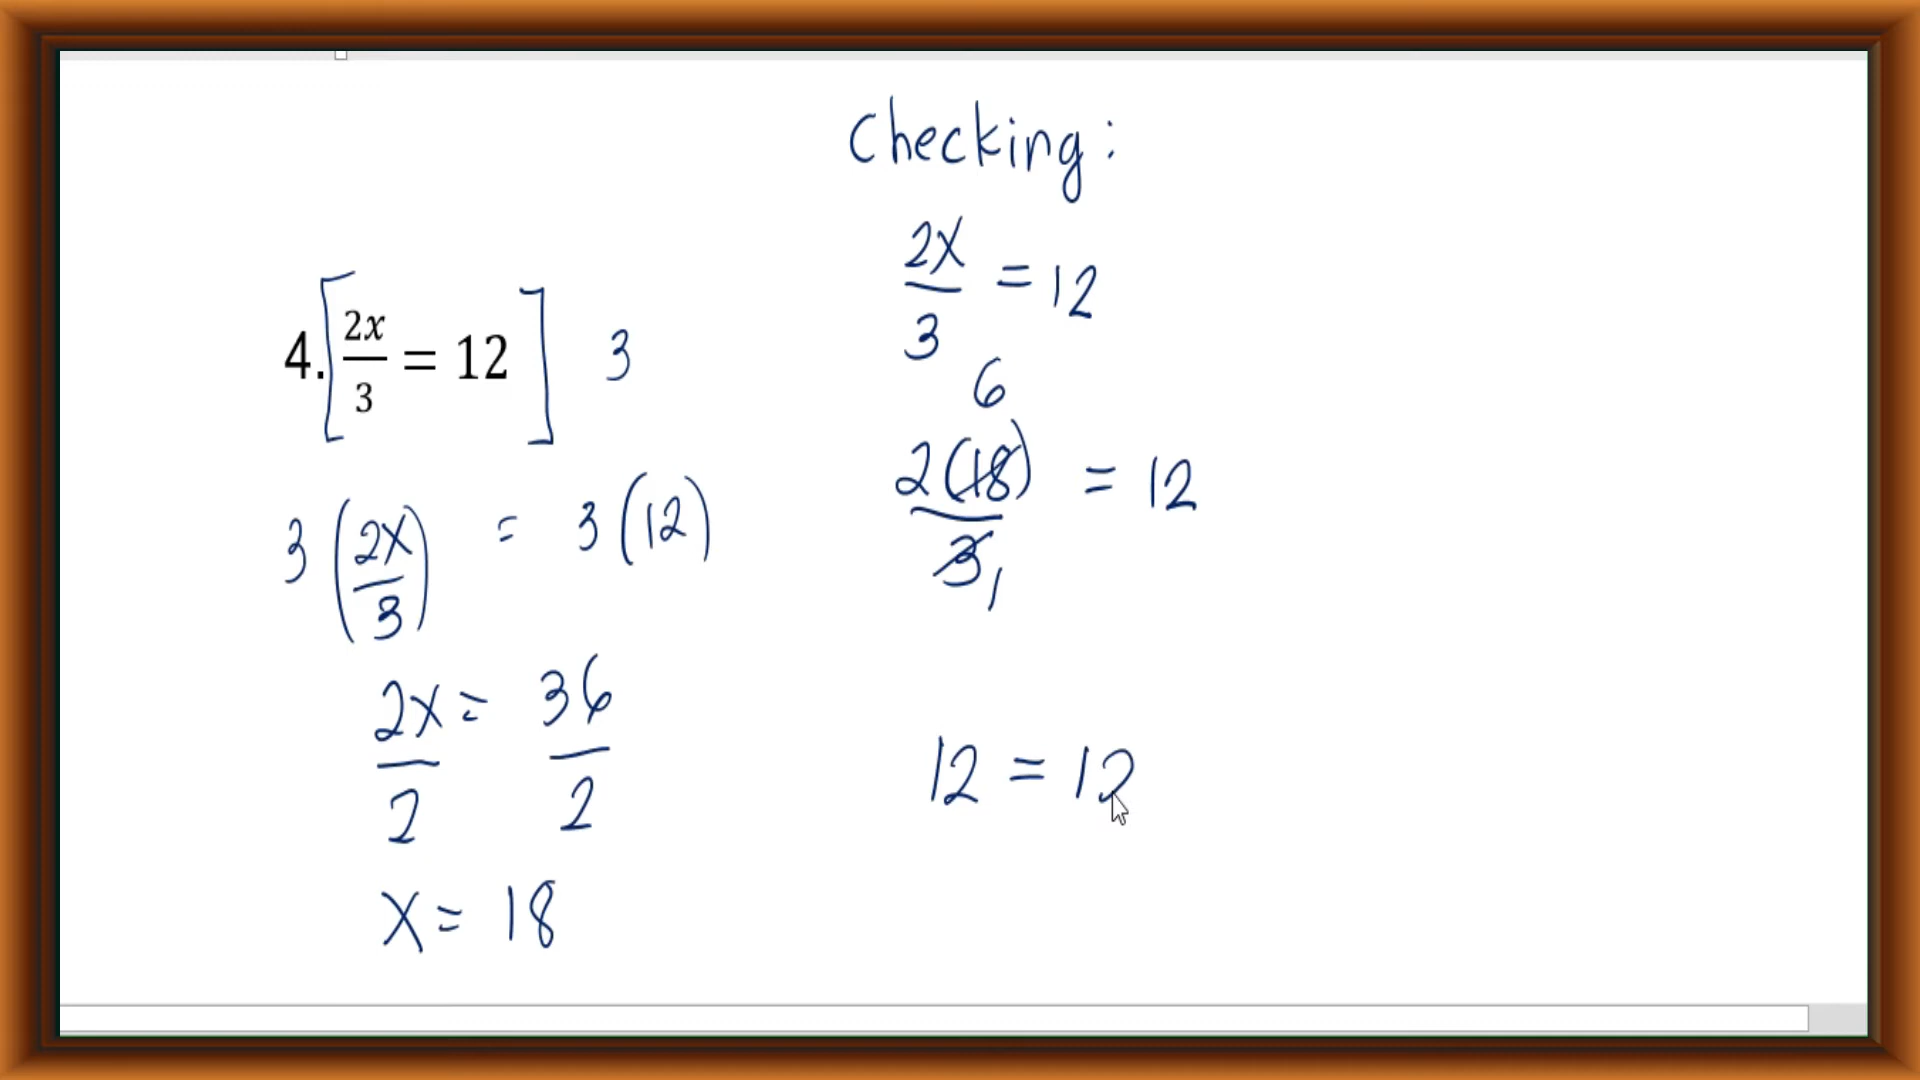 Checking:
2x/3 = 12
6
2(18)/3 1 = 12
12 = 12
4. [2x/3 = 12] 3
3(2x/3) = 3(12)
2x/2 = 36/2
x = 18